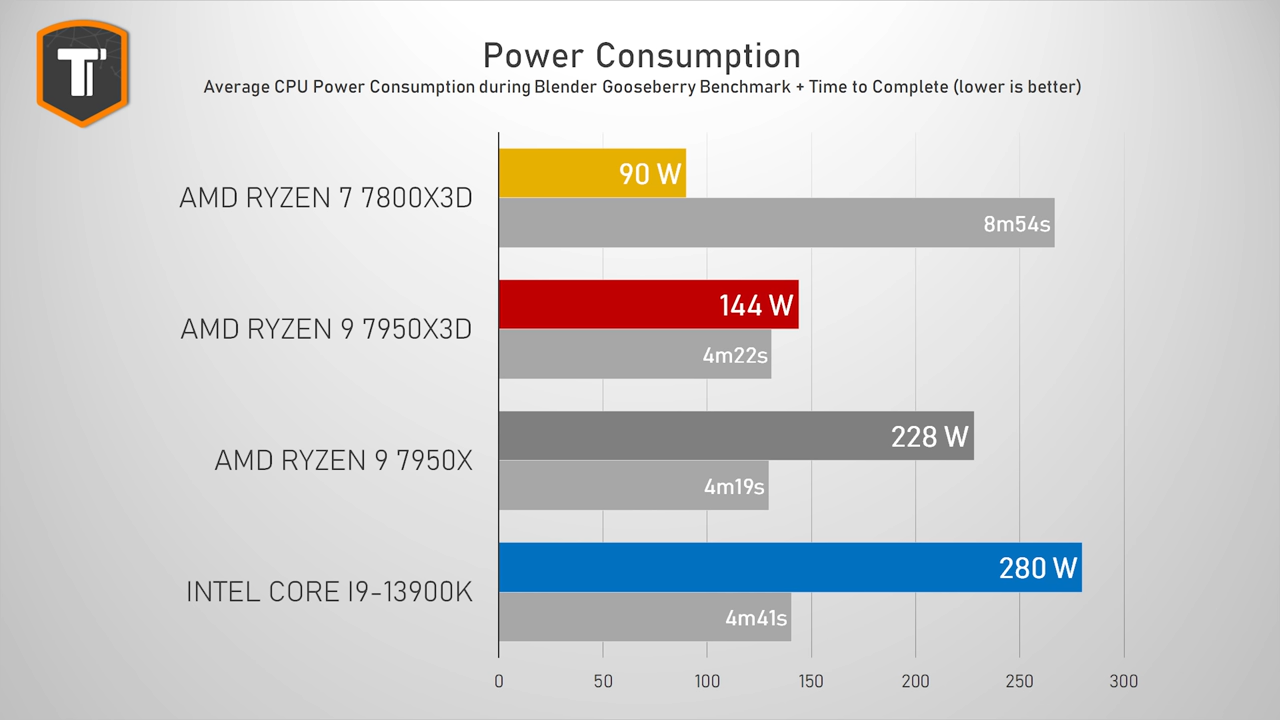 Power Consumption
Average CPU Power Consumption during Blender Gooseberry Benchmark + Time to Complete (lower is better)
AMD RYZEN 7 7800X3D
90 W
8m54s
AMD RYZEN 9 7950X3D
144 W
4m22s
AMD RYZEN 9 7950X
228 W
4m19s
INTEL CORE I9-13900K
280 W
4m41s
0 50 100 150 200 250 300